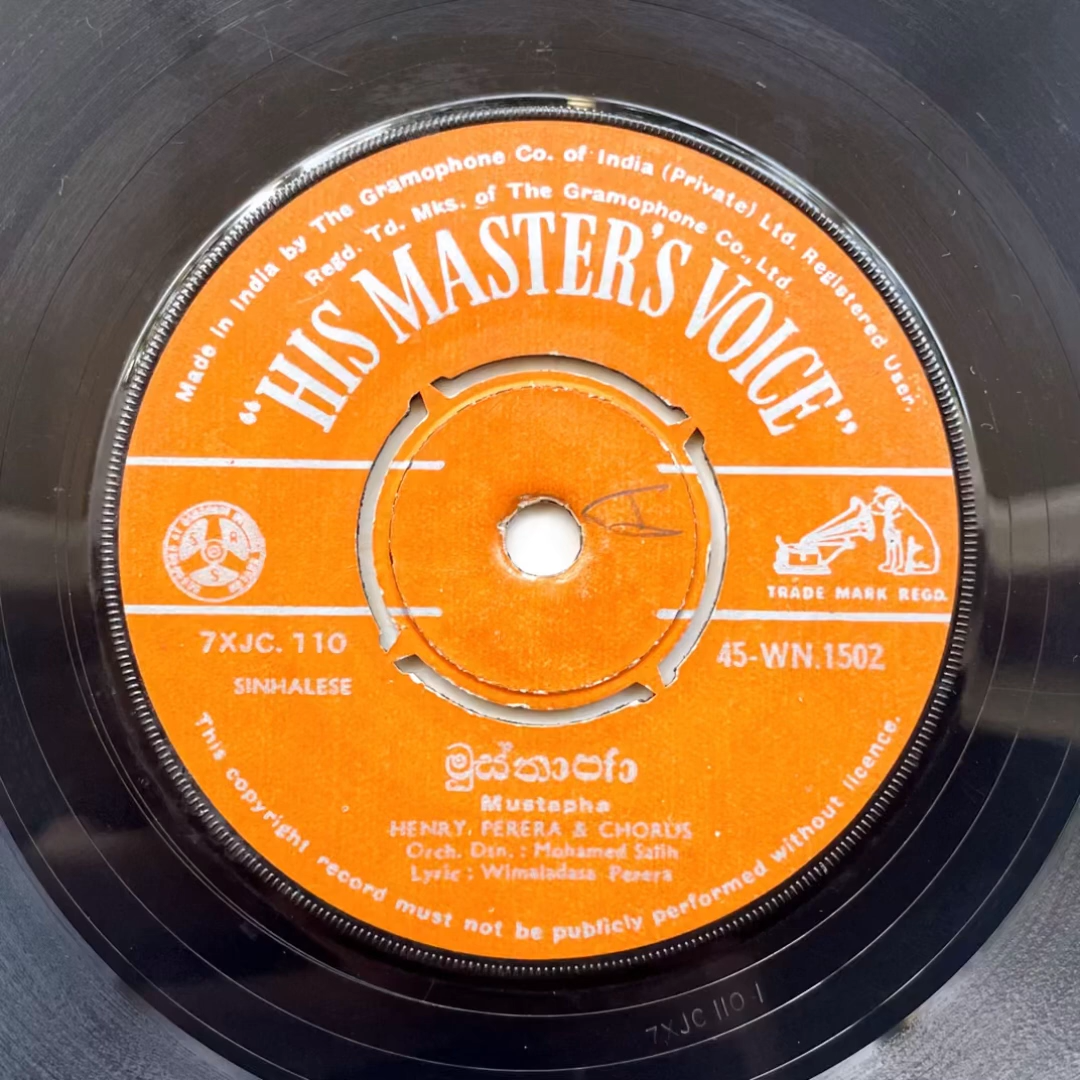 Made in India by The Gramophone Co. of India (Private) Ltd. Registered User.
Regd. Td. Mks. of The Gramophone Co., Ltd.
"HIS MASTER'S VOICE"
TRADE MARK REGD.
7XJC. 110
45-WN.1502
SINHALESE
මුස්තාෆා
Mustapha
HENRY. PERERA & CHORUS
Orch. Dtn. : Mohamed Salih
Lyric : Wimaladasa Perera
This copyright record must not be publicly performed without licence.
7XJC 110 1